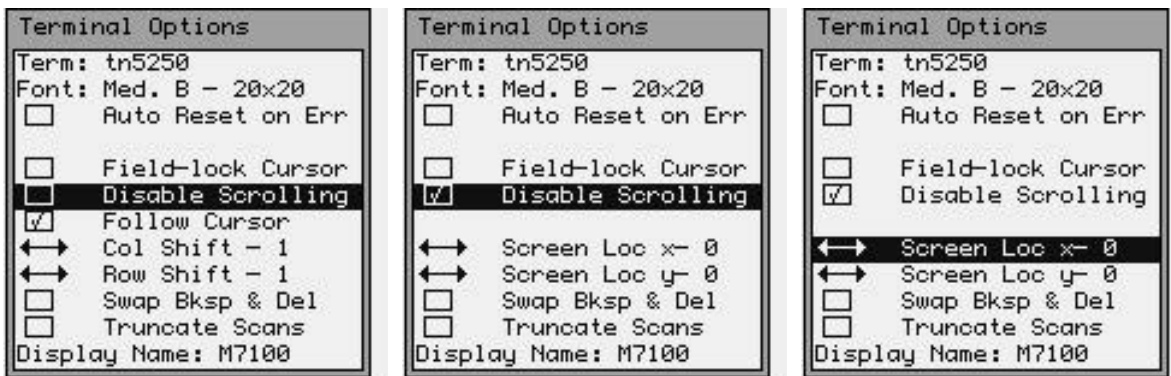 Terminal Options
Term: tn5250
Font: Med. B - 20x20
Auto Reset on Err
Field-lock Cursor
Disable Scrolling
Follow Cursor
Col Shift - 1
Row Shift - 1
Swap Bksp & Del
Truncate Scans
Display Name: M7100
Terminal Options
Term: tn5250
Font: Med. B - 20x20
Auto Reset on Err
Field-lock Cursor
Disable Scrolling
Screen Loc x- 0
Screen Loc y- 0
Swap Bksp & Del
Truncate Scans
Display Name: M7100
Terminal Options
Term: tn5250
Font: Med. B - 20x20
Auto Reset on Err
Field-lock Cursor
Disable Scrolling
Screen Loc x- 0
Screen Loc y- 0
Swap Bksp & Del
Truncate Scans
Display Name: M7100